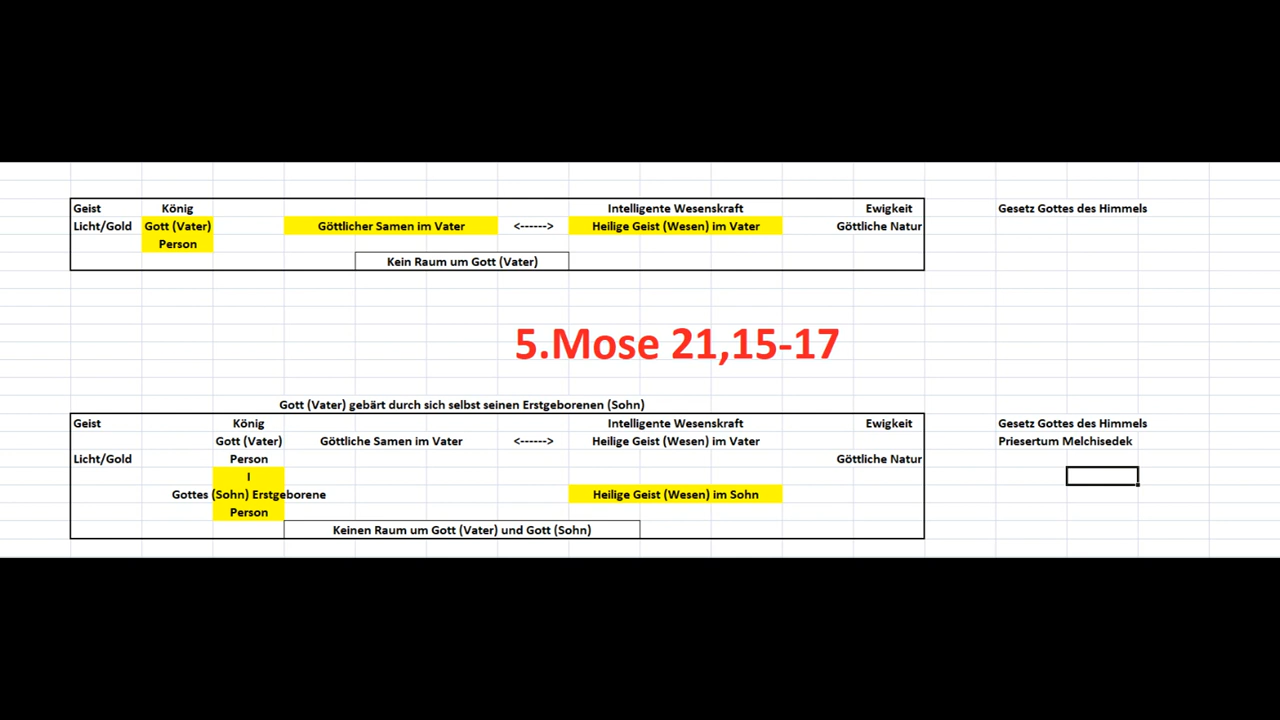 Geist König Intelligente Wesenskraft Ewigkeit Gesetz Gottes des Himmels
Licht/Gold Gott (Vater) Göttlicher Samen im Vater <------> Heilige Geist (Wesen) im Vater Göttliche Natur
Person
Kein Raum um Gott (Vater)
5.Mose 21,15-17
Gott (Vater) gebärt durch sich selbst seinen Erstgeborenen (Sohn)
Geist König Intelligente Wesenskraft Ewigkeit Gesetz Gottes des Himmels
Gott (Vater) Göttliche Samen im Vater <------> Heilige Geist (Wesen) im Vater Priesertum Melchisedek
Licht/Gold Person Göttliche Natur
I
Gottes (Sohn) Erstgeborene Heilige Geist (Wesen) im Sohn
Person
Keinen Raum um Gott (Vater) und Gott (Sohn)